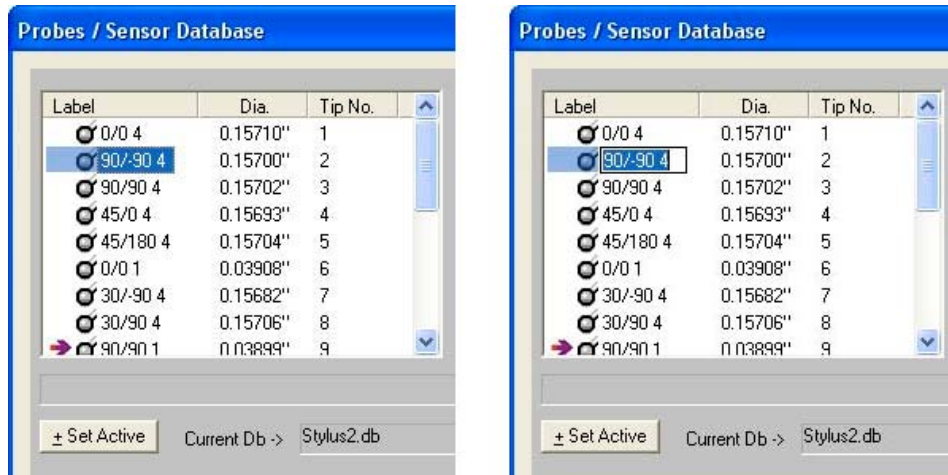 Probes / Sensor Database
Label Dia. Tip No.
0/0 4 0.15710" 1
90/-90 4 0.15700" 2
90/90 4 0.15702" 3
45/0 4 0.15693" 4
45/180 4 0.15704" 5
0/0 1 0.03908" 6
30/-90 4 0.15682" 7
30/90 4 0.15706" 8
90/90 1 0.03899" 9
± Set Active Current Db -> Stylus2.db
Probes / Sensor Database
Label Dia. Tip No.
0/0 4 0.15710" 1
90/-90 4 0.15700" 2
90/90 4 0.15702" 3
45/0 4 0.15693" 4
45/180 4 0.15704" 5
0/0 1 0.03908" 6
30/-90 4 0.15682" 7
30/90 4 0.15706" 8
90/90 1 0.03899" 9
± Set Active Current Db -> Stylus2.db